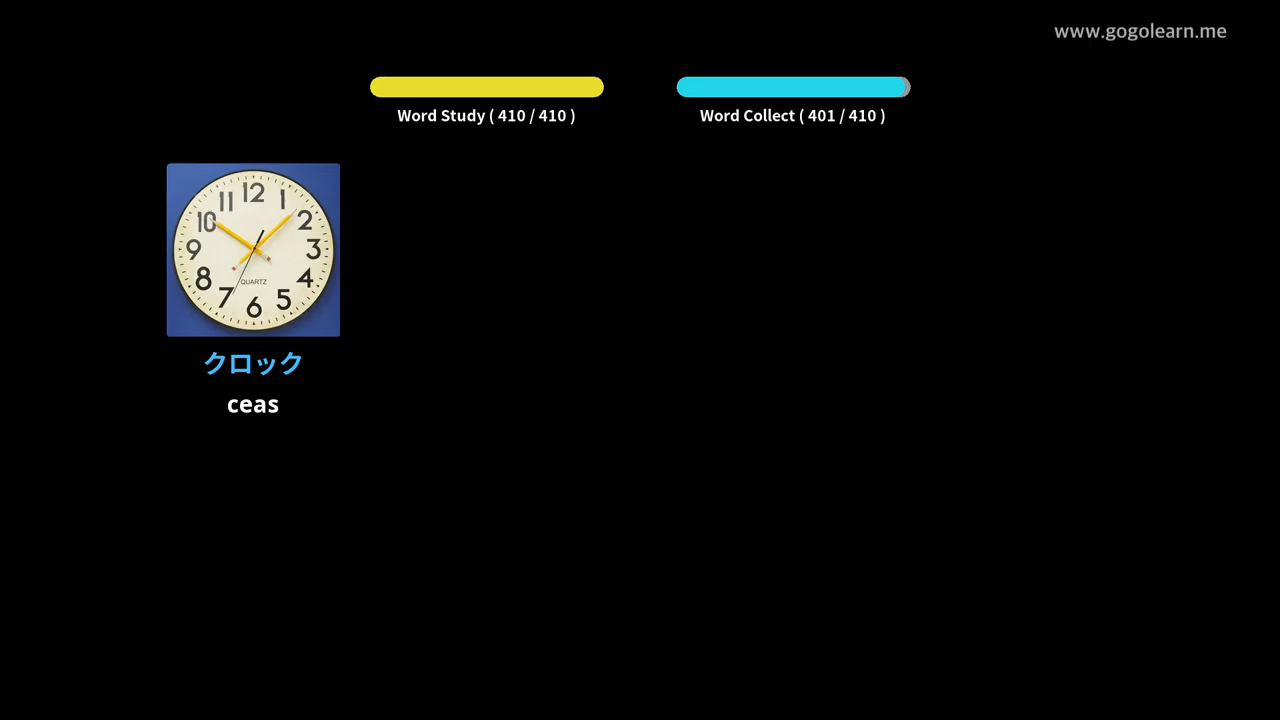 www.gogolearn.me
Word Study ( 410 / 410 )
Word Collect ( 401 / 410 )
12
1
2
3
4
5
6
7
8
9
10
11
QUARTZ
クロック
ceas